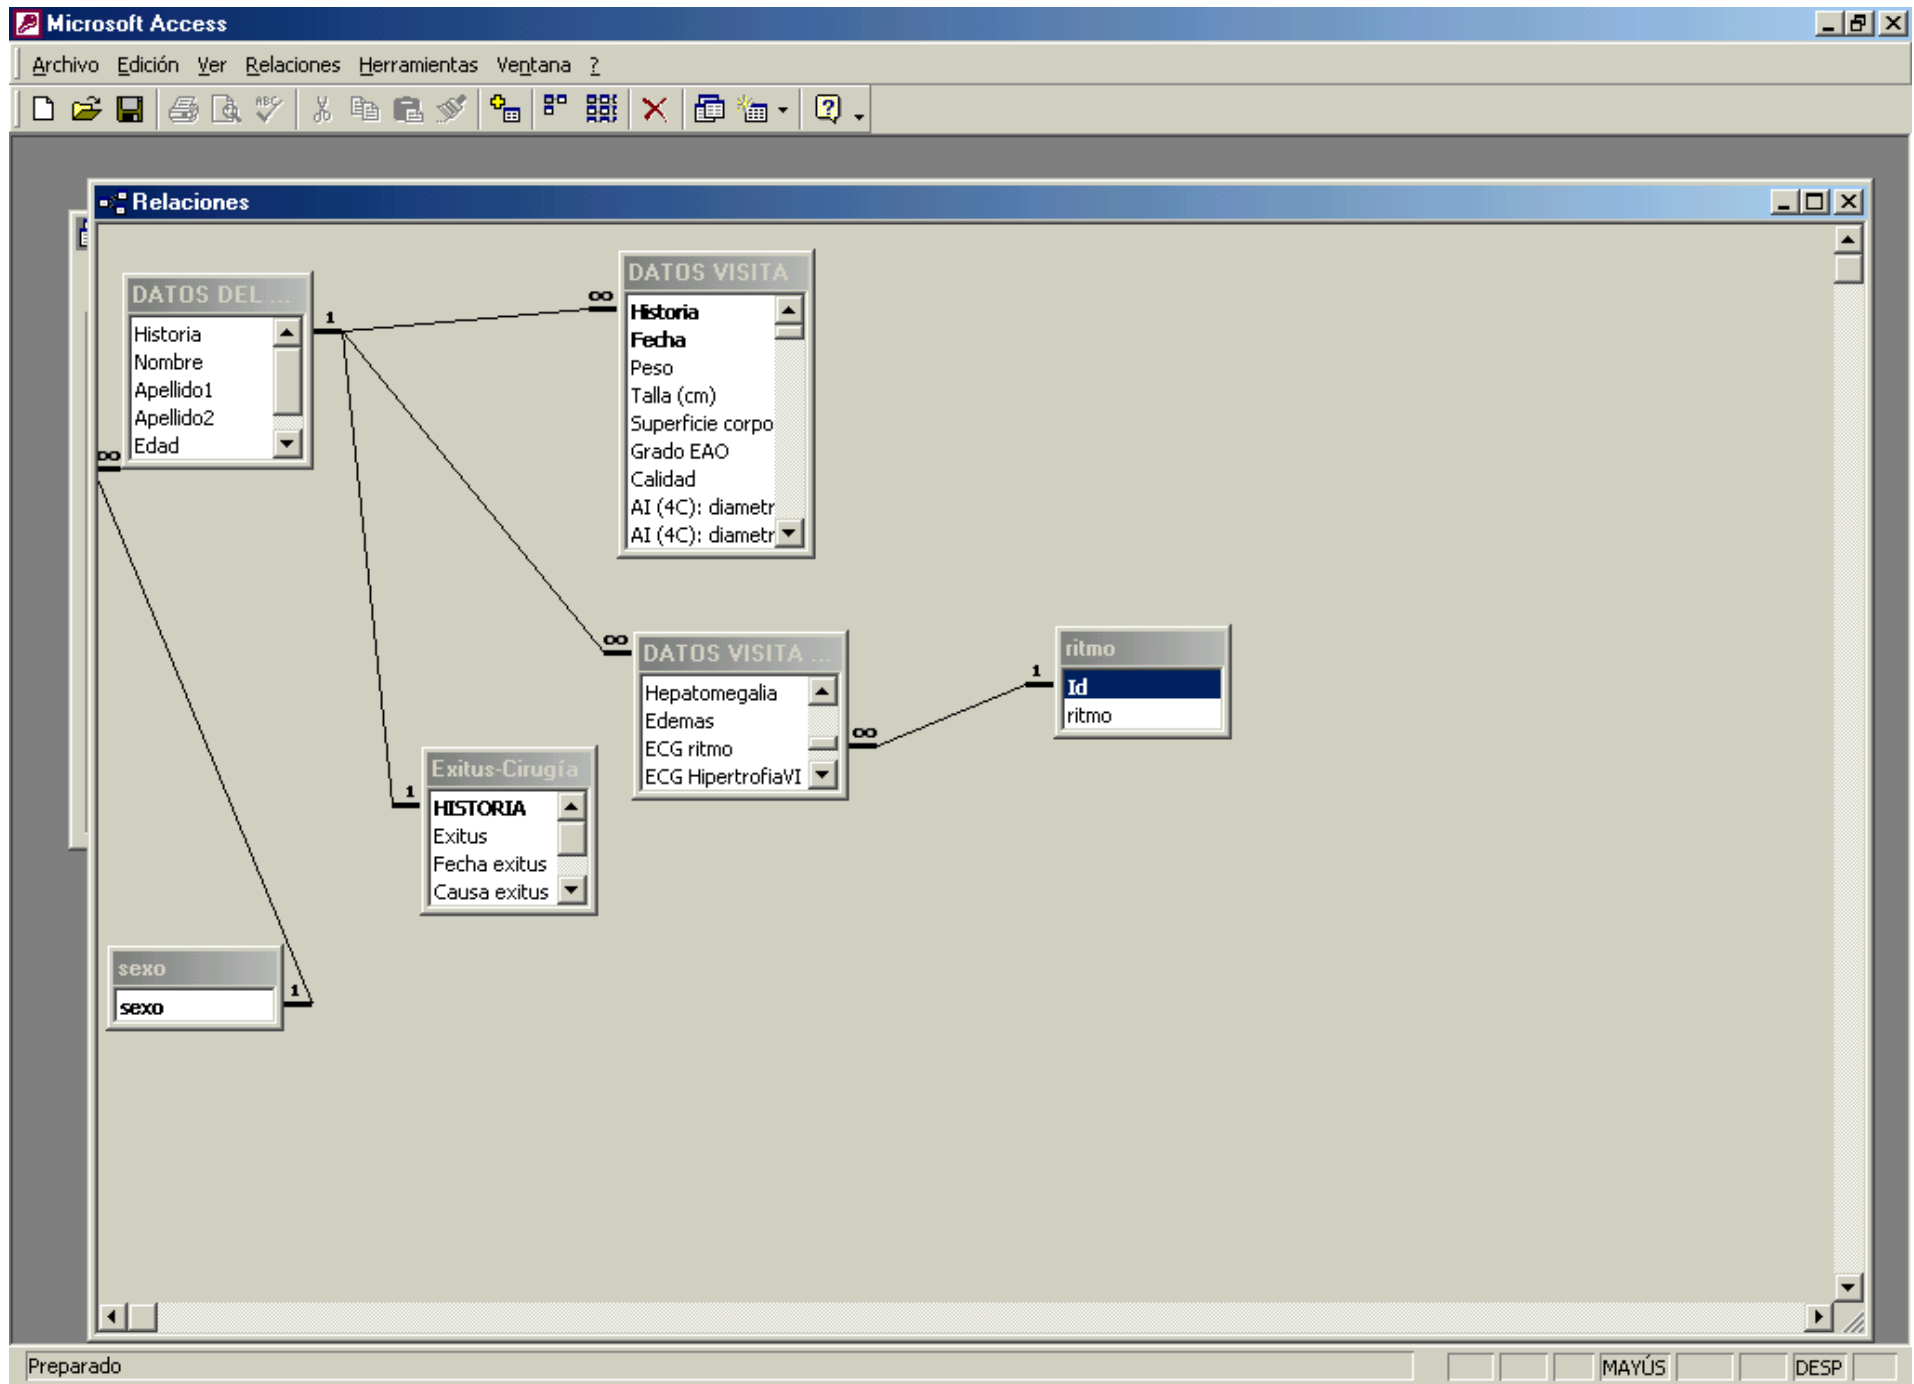 Microsoft Access
Archivo Edición Ver Relaciones Herramientas Ventana ?
Relaciones
DATOS DEL ...
Historia
Nombre
Apellido1
Apellido2
Edad
1
∞
∞
DATOS VISITA
Historia
Fecha
Peso
Talla (cm)
Superficie corpo
Grado EAO
Calidad
AI (4C): diametr
AI (4C): diametr
∞
DATOS VISITA ...
Hepatomegalia
Edemas
ECG ritmo
ECG HipertrofiaVI
∞
1
ritmo
Id
ritmo
1
Exitus-Cirugía
HISTORIA
Exitus
Fecha exitus
Causa exitus
sexo
sexo
1
Preparado
MAYÚS
DESP